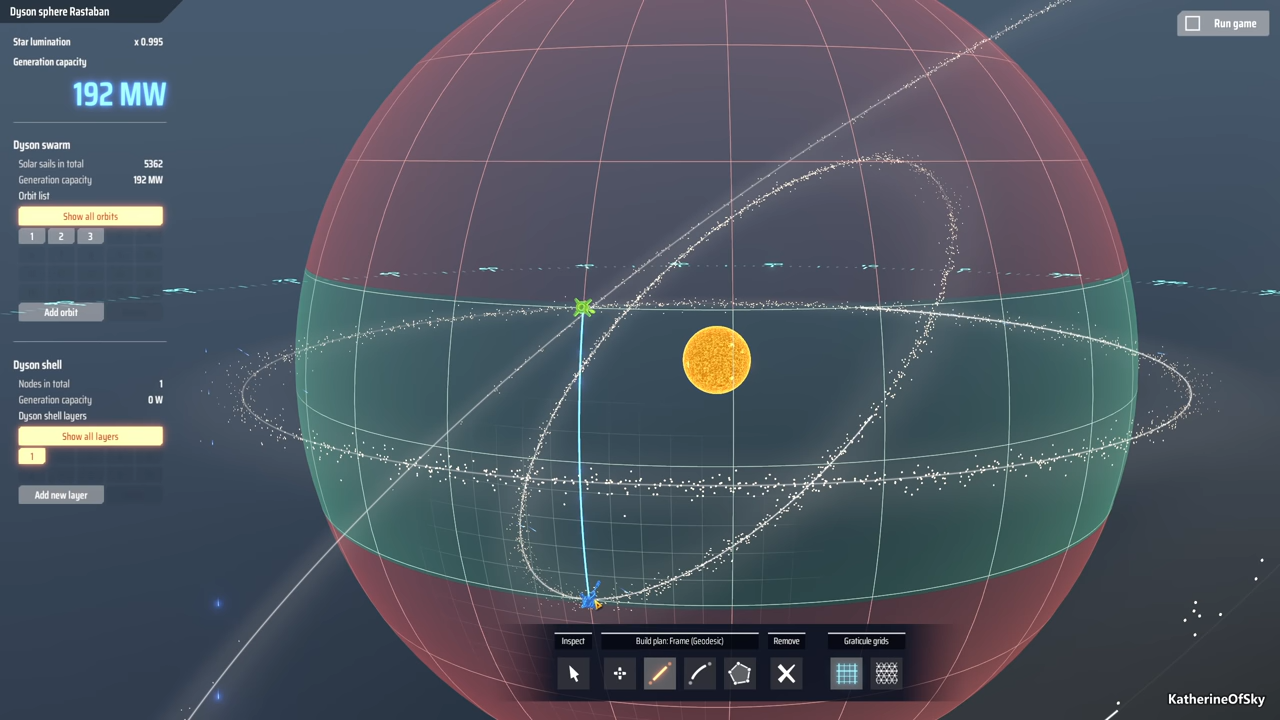 Dyson sphere Rastaban
Star lumination x 0.995
Generation capacity
192 MW
Dyson swarm
Solar sails in total 5362
Generation capacity 192 MW
Orbit list
Show all orbits
1 2 3
Add orbit
Dyson shell
Nodes in total 1
Generation capacity 0 W
Dyson shell layers
Show all layers
1
Add new layer
Run game
Inspect Build plan: Frame (Geodesic) Remove Graticule grids
KatherineOfSky